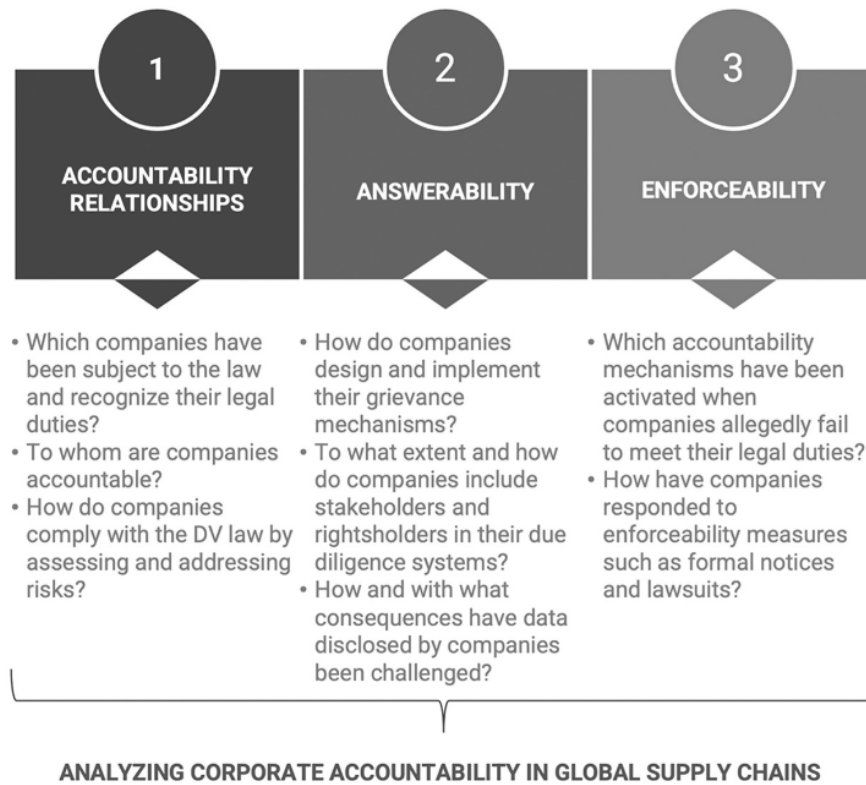 1
ACCOUNTABILITY
RELATIONSHIPS
• Which companies have
been subject to the law
and recognize their legal
duties?
• To whom are companies
accountable?
• How do companies
comply with the DV law by
assessing and addressing
risks?
2
ANSWERABILITY
• How do companies
design and implement
their grievance
mechanisms?
• To what extent and how
do companies include
stakeholders and
rightsholders in their due
diligence systems?
• How and with what
consequences have data
disclosed by companies
been challenged?
3
ENFORCEABILITY
• Which accountability
mechanisms have been
activated when
companies allegedly fail
to meet their legal duties?
• How have companies
responded to
enforceability measures
such as formal notices
and lawsuits?
ANALYZING CORPORATE ACCOUNTABILITY IN GLOBAL SUPPLY CHAINS